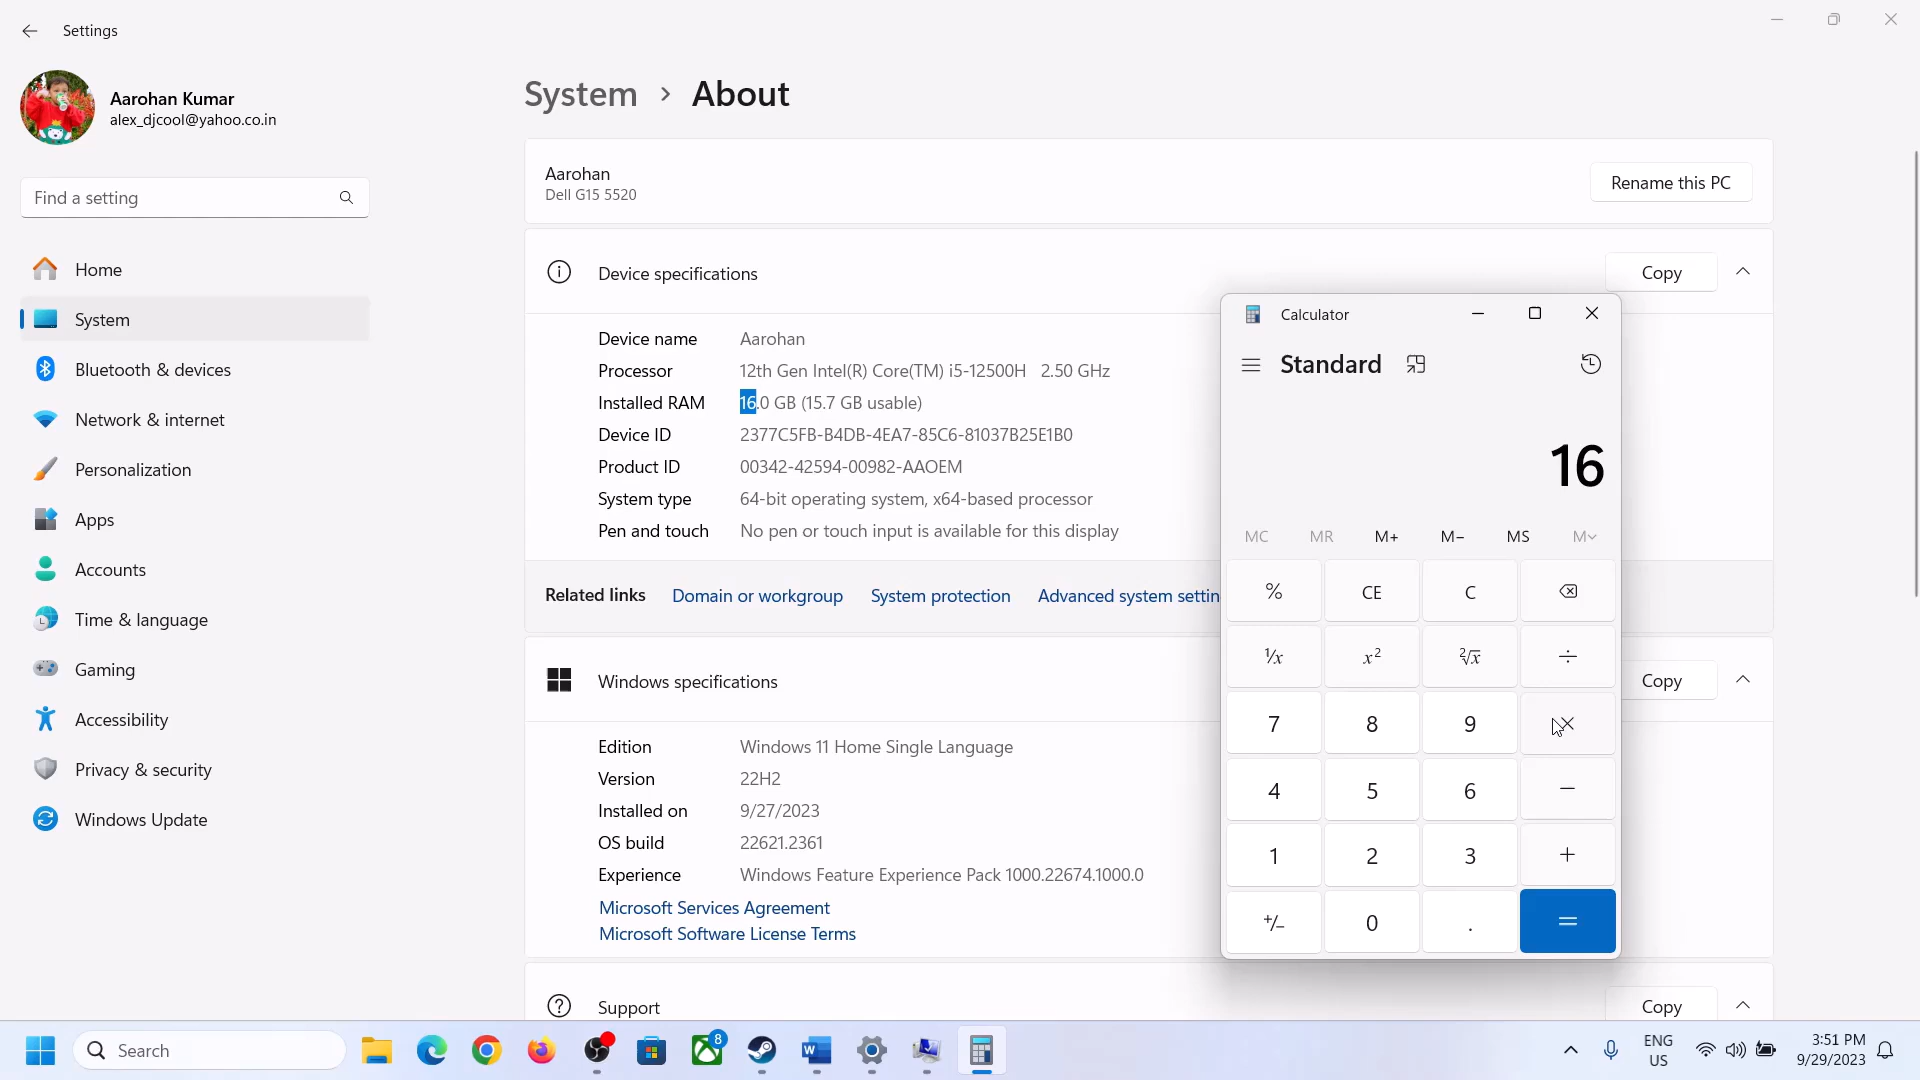 Settings
Aarohan Kumar
alex_djcool@yahoo.co.in
Find a setting
Home
System
Bluetooth & devices
Network & internet
Personalization
Apps
Accounts
Time & language
Gaming
Accessibility
Privacy & security
Windows Update
System > About
Aarohan
Dell G15 5520
Rename this PC
Device specifications
Copy
Device name Aarohan
Processor 12th Gen Intel(R) Core(TM) i5-12500H 2.50 GHz
Installed RAM 16.0 GB (15.7 GB usable)
Device ID 2377C5FB-B4DB-4EA7-85C6-81037B25E1B0
Product ID 00342-42594-00982-AAOEM
System type 64-bit operating system, x64-based processor
Pen and touch No pen or touch input is available for this display
Related links Domain or workgroup System protection Advanced system settin
Windows specifications
Copy
Edition Windows 11 Home Single Language
Version 22H2
Installed on 9/27/2023
OS build 22621.2361
Experience Windows Feature Experience Pack 1000.22674.1000.0
Microsoft Services Agreement
Microsoft Software License Terms
Support
Copy
Calculator
Standard
16
MC MR M+ M− MS M˅
% CE C
¹/x x² ²√x ÷
7 8 9 ×
4 5 6 −
1 2 3 +
+/− 0 . =
Search
8
ENG
US
3:51 PM
9/29/2023